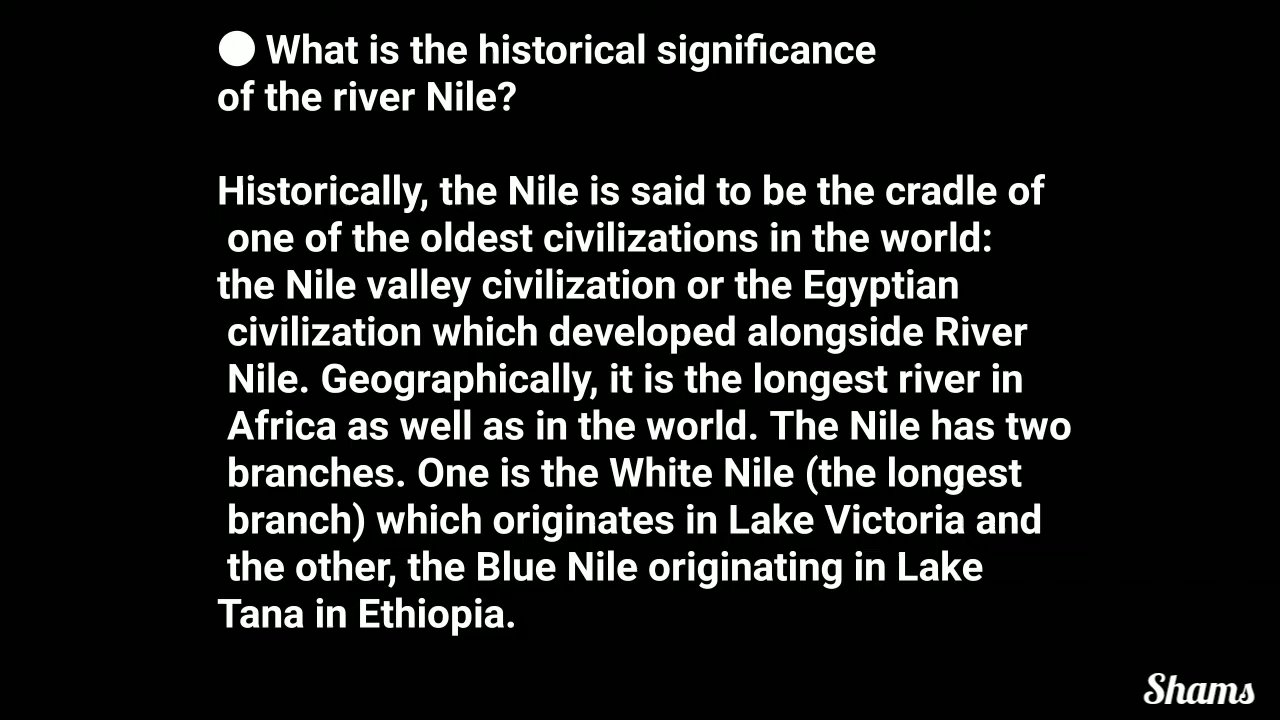 ● What is the historical significance
of the river Nile?
Historically, the Nile is said to be the cradle of
one of the oldest civilizations in the world:
the Nile valley civilization or the Egyptian
civilization which developed alongside River
Nile. Geographically, it is the longest river in
Africa as well as in the world. The Nile has two
branches. One is the White Nile (the longest
branch) which originates in Lake Victoria and
the other, the Blue Nile originating in Lake
Tana in Ethiopia.
Shams